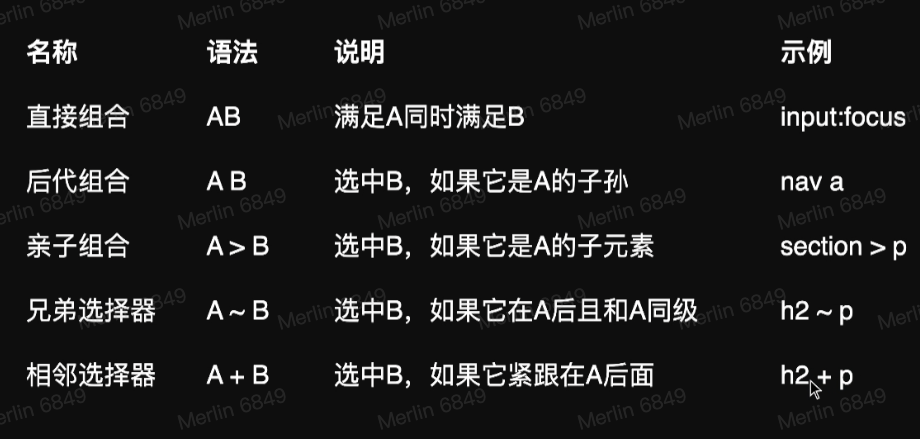 名称 语法 说明 示例
直接组合 AB 满足A同时满足B input:focus
后代组合 A B 选中B，如果它是A的子孙 nav a
亲子组合 A > B 选中B，如果它是A的子元素 section > p
兄弟选择器 A ~ B 选中B，如果它在A后且和A同级 h2 ~ p
相邻选择器 A + B 选中B，如果它紧跟在A后面 h2 + p
Merlin 6849